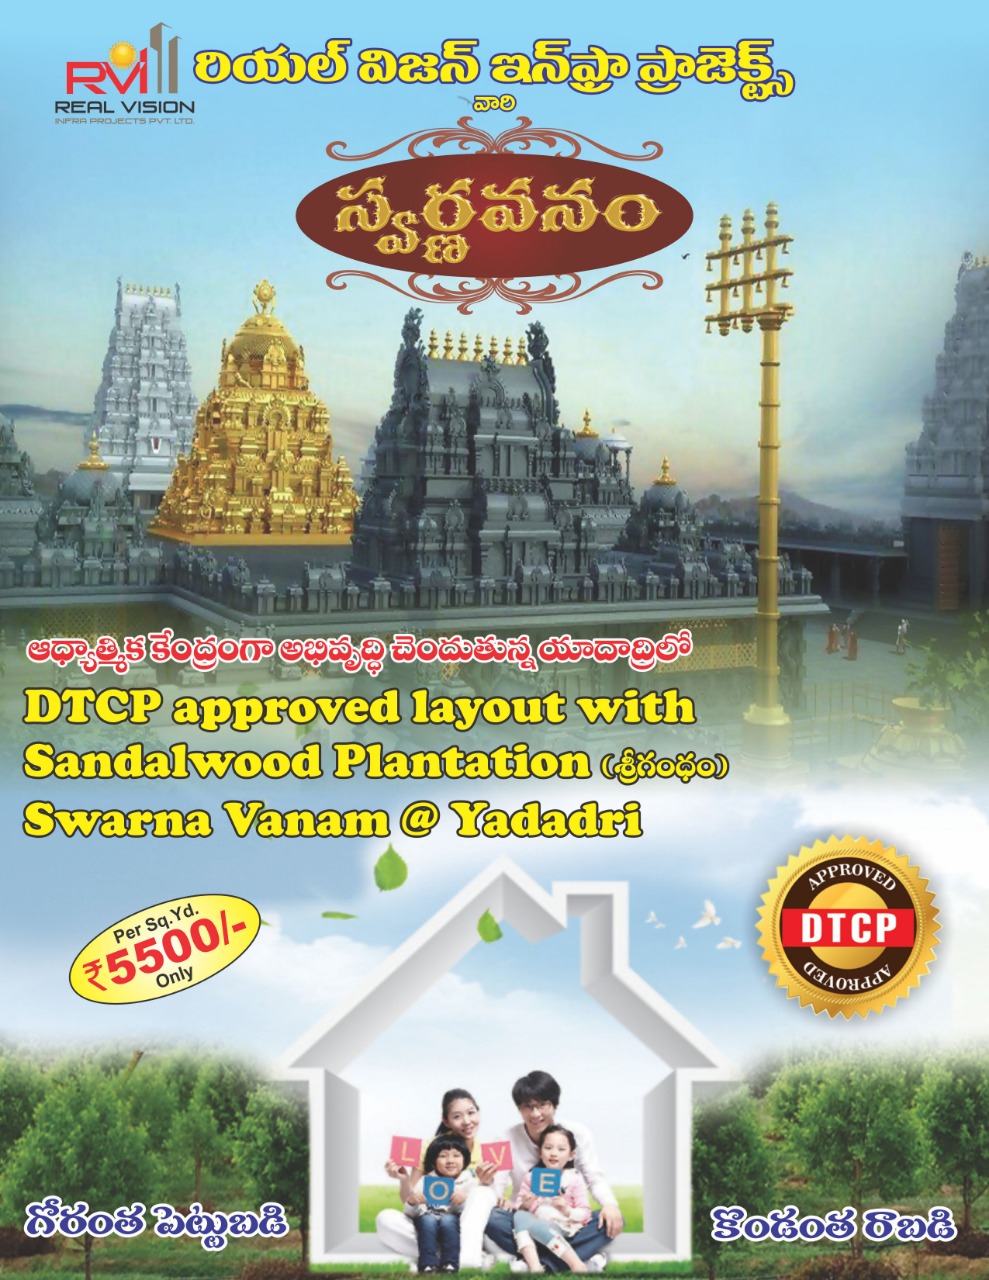 RVI
REAL VISION
INFRA PROJECTS PVT. LTD.
రియల్ విజన్ ఇన్‌ఫ్రా ప్రాజెక్ట్స్
వారి
స్వర్ణవనం
ఆధ్యాత్మిక కేంద్రంగా అభివృద్ధి చెందుతున్న యాదాద్రిలో
DTCP approved layout with
Sandalwood Plantation (శ్రీగంధం)
Swarna Vanam @ Yadadri
Per Sq.Yd.
₹5500/-
Only
APPROVED
DTCP
APPROVED
L O V E
గోరంత పెట్టుబడి
కొండంత రాబడి